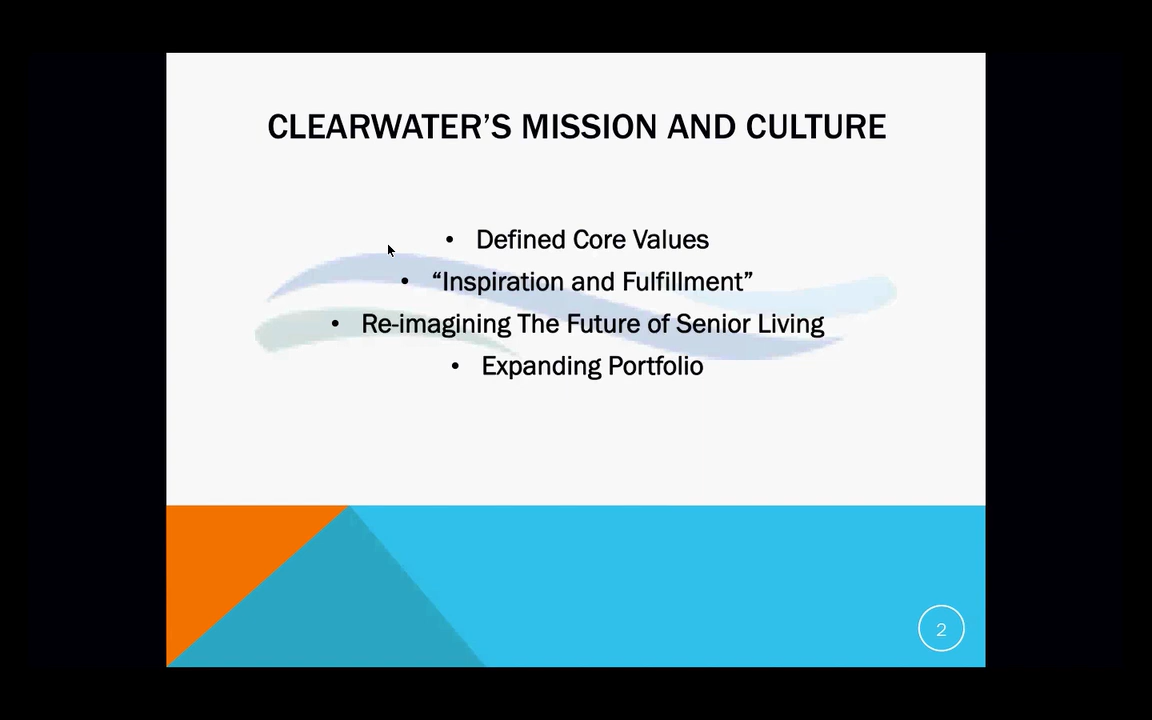 CLEARWATER’S MISSION AND CULTURE
• Defined Core Values
• “Inspiration and Fulfillment”
• Re-imagining The Future of Senior Living
• Expanding Portfolio
2